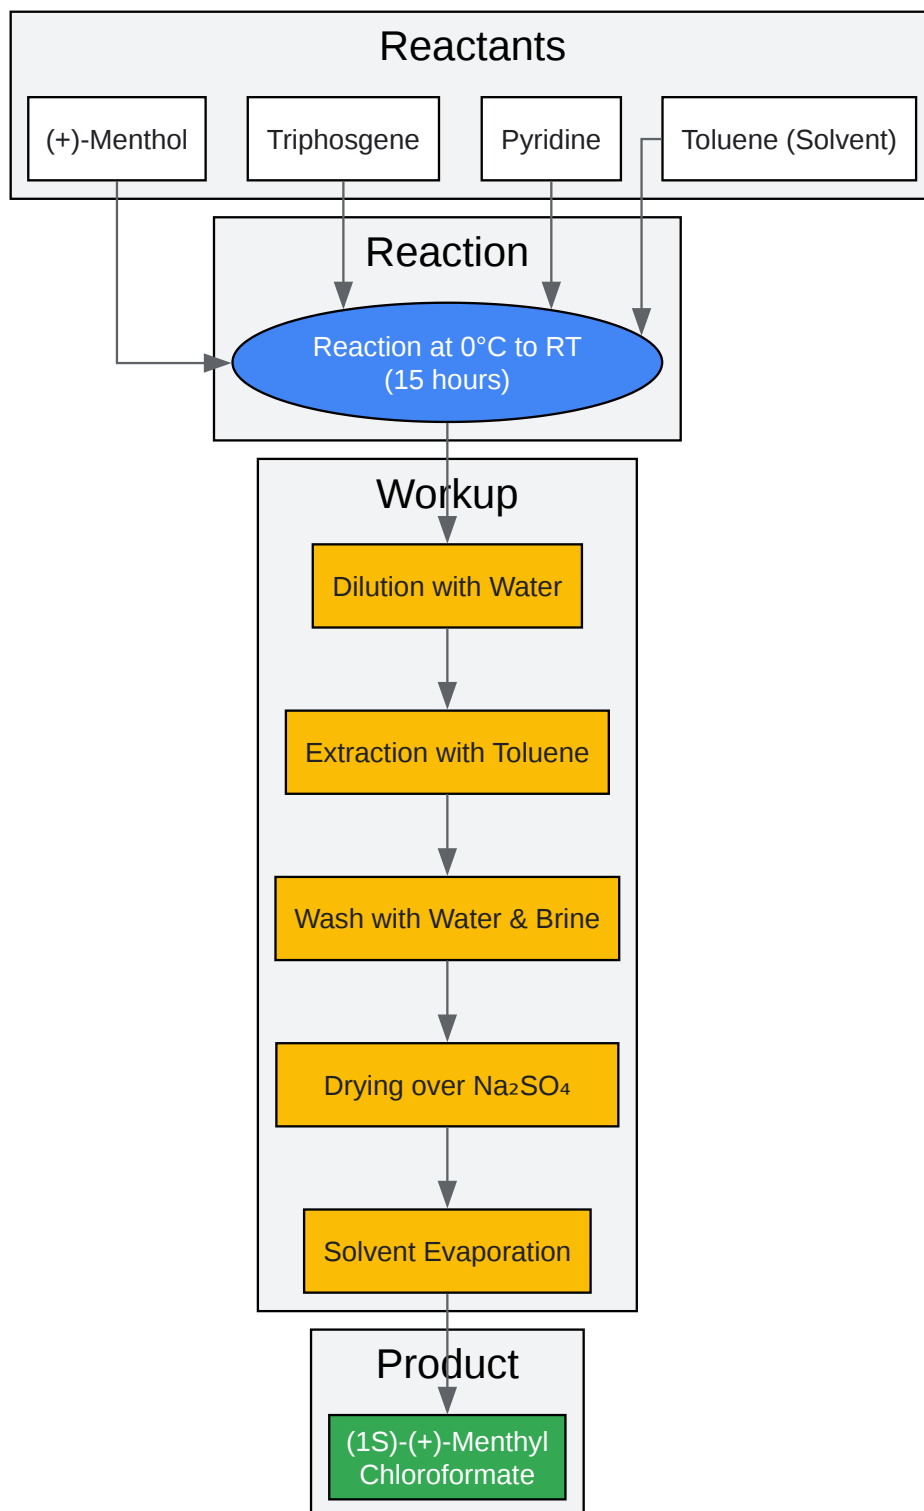 Reactants
(+)-Menthol
Triphosgene
Pyridine
Toluene (Solvent)
Reaction
Reaction at 0°C to RT
(15 hours)
Workup
Dilution with Water
Extraction with Toluene
Wash with Water & Brine
Drying over Na₂SO₄
Solvent Evaporation
Product
(1S)-(+)-Menthyl
Chloroformate